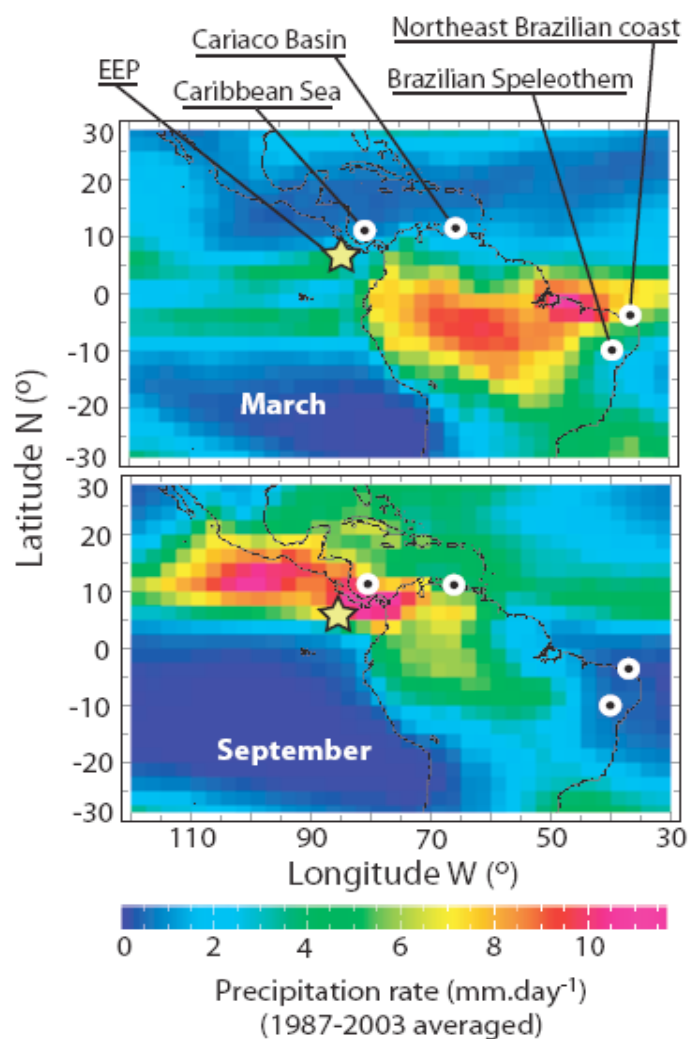 Northeast Brazilian coast
Cariaco Basin
EEP
Caribbean Sea
Brazilian Speleothem
30
20
10
0
-10
-20
-30
March
Latitude N (°)
30
20
10
0
-10
-20
-30
September
110 90 70 50 30
Longitude W (°)
0 2 4 6 8 10
Precipitation rate (mm.day⁻¹)
(1987-2003 averaged)